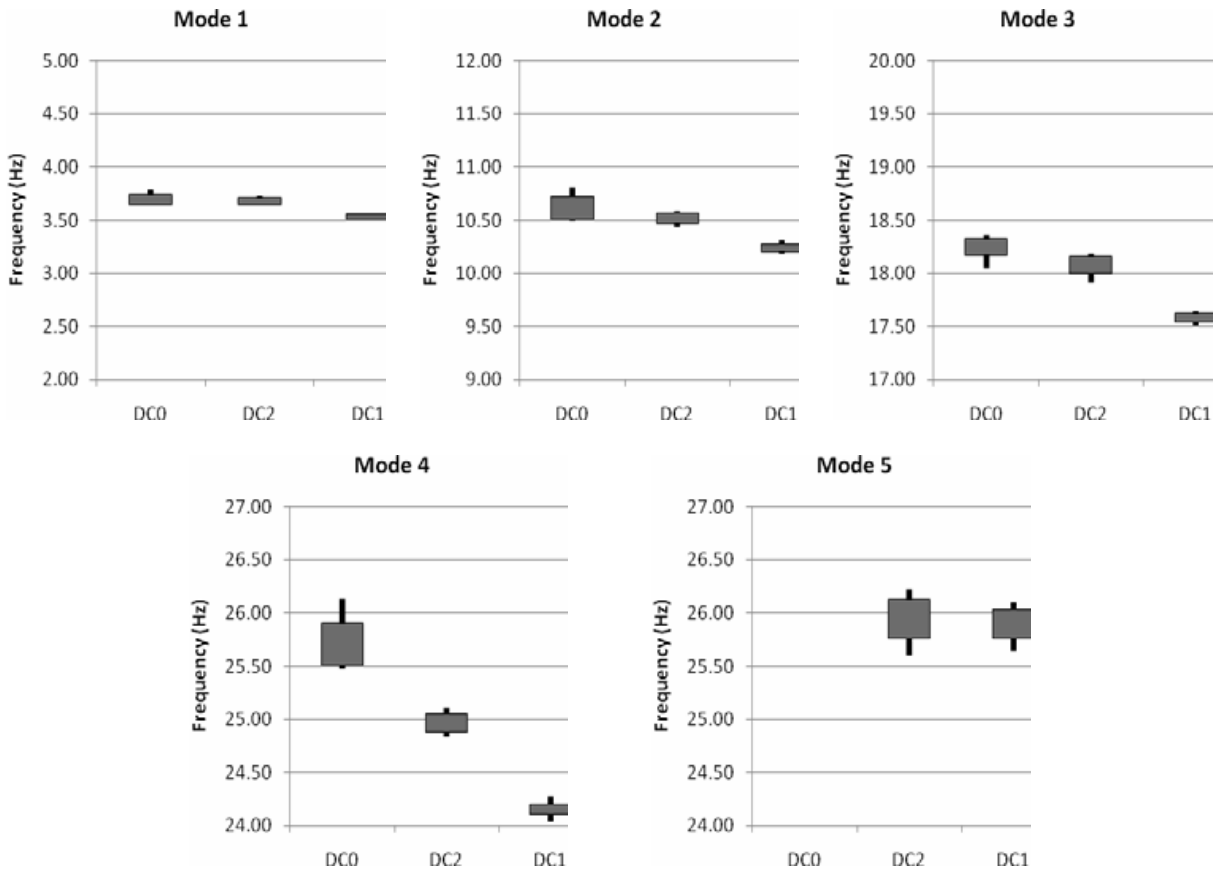 Mode 1
Frequency (Hz)
5.00
4.50
4.00
3.50
3.00
2.50
2.00
DC0 DC2 DC1
Mode 2
Frequency (Hz)
12.00
11.50
11.00
10.50
10.00
9.50
9.00
DC0 DC2 DC1
Mode 3
Frequency (Hz)
20.00
19.50
19.00
18.50
18.00
17.50
17.00
DC0 DC2 DC1
Mode 4
Frequency (Hz)
27.00
26.50
26.00
25.50
25.00
24.50
24.00
DC0 DC2 DC1
Mode 5
Frequency (Hz)
27.00
26.50
26.00
25.50
25.00
24.50
24.00
DC0 DC2 DC1